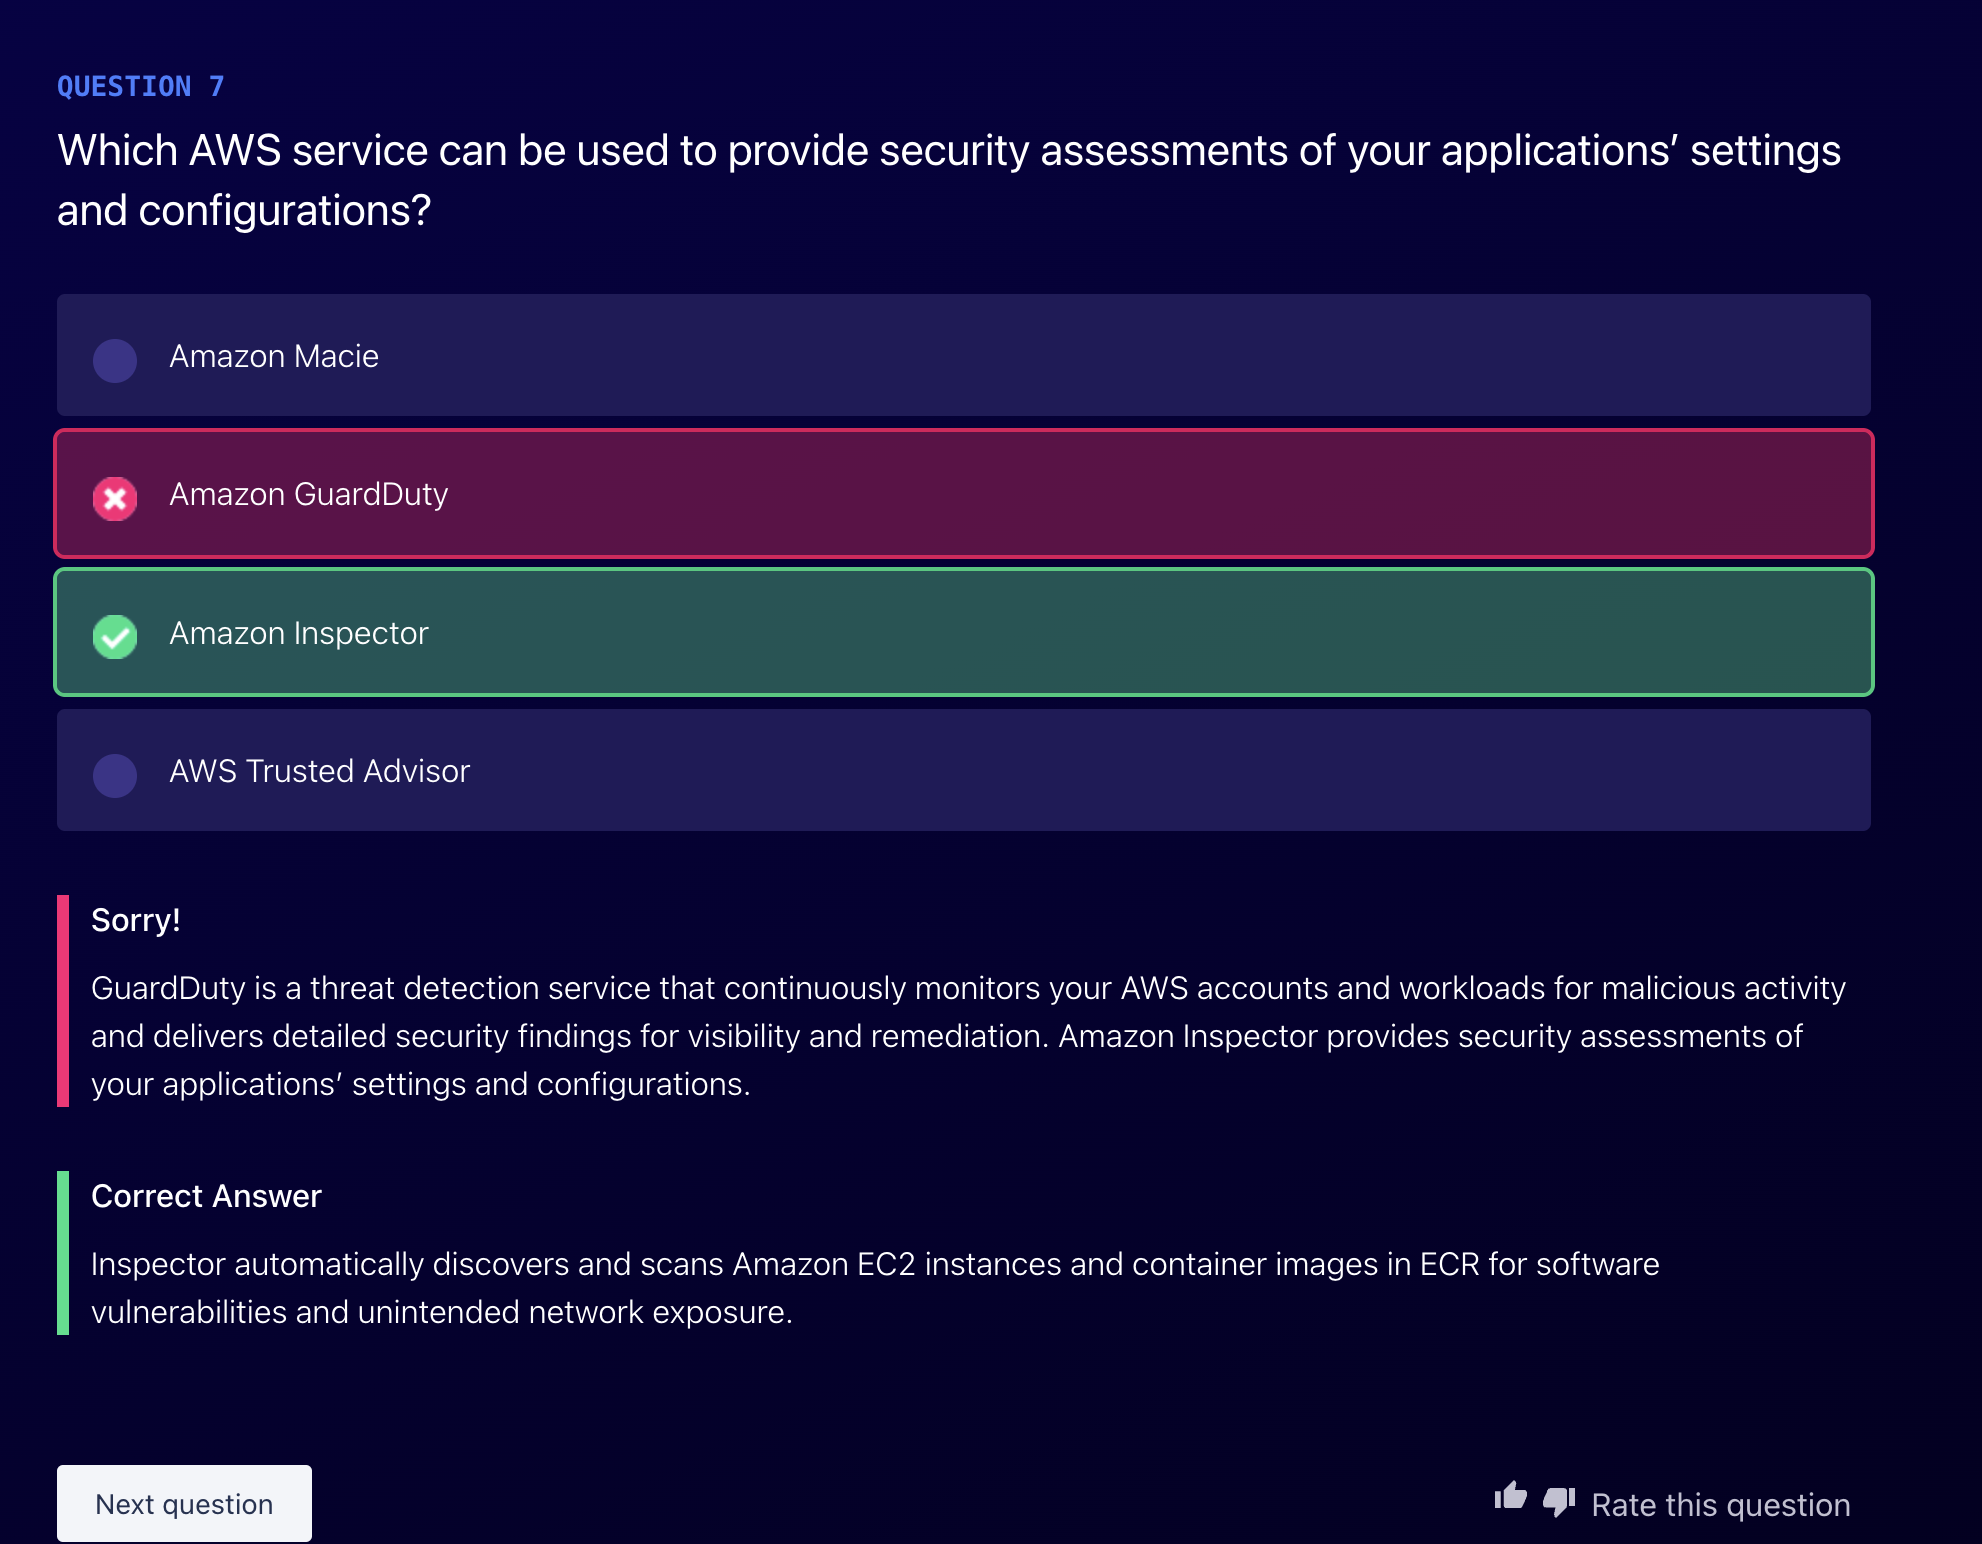 QUESTION 7
Which AWS service can be used to provide security assessments of your applications’ settings
and configurations?
Amazon Macie
Amazon GuardDuty
Amazon Inspector
AWS Trusted Advisor
Sorry!
GuardDuty is a threat detection service that continuously monitors your AWS accounts and workloads for malicious activity
and delivers detailed security findings for visibility and remediation. Amazon Inspector provides security assessments of
your applications’ settings and configurations.
Correct Answer
Inspector automatically discovers and scans Amazon EC2 instances and container images in ECR for software
vulnerabilities and unintended network exposure.
Next question
Rate this question